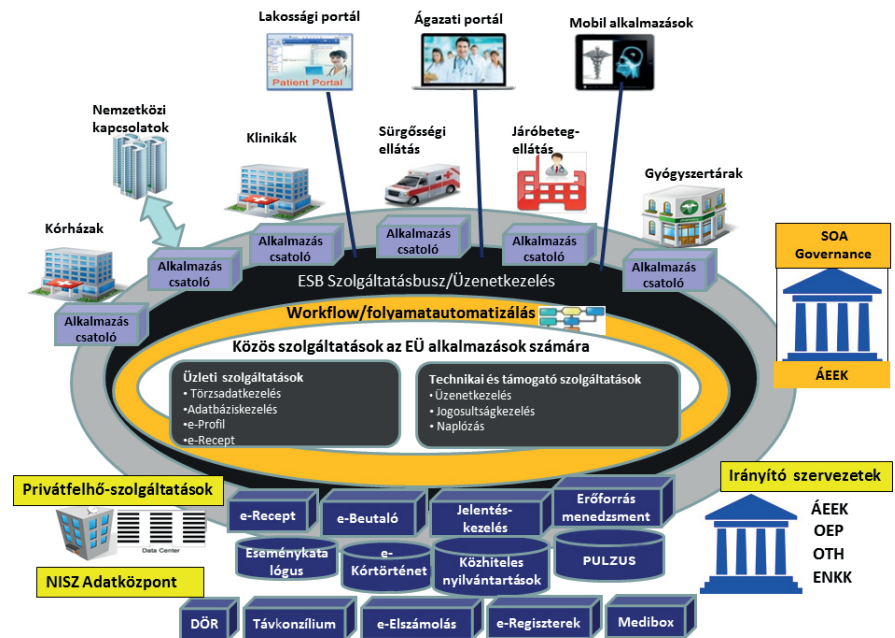 Lakossági portál
Ágazati portál
Mobil alkalmazások
Patient Portal
Nemzetközi
kapcsolatok
Klinikák
Sürgősségi
ellátás
Járóbeteg-
ellátás
Gyógyszertárak
Kórházak
Alkalmazás
csatoló
Alkalmazás
csatoló
Alkalmazás
csatoló
Alkalmazás
csatoló
Alkalmazás
csatoló
Alkalmazás
csatoló
SOA
Governance
ÁEEK
ESB Szolgáltatásbusz/Üzenetkezelés
Workflow/folyamatautomatizálás
Közös szolgáltatások az EÜ alkalmazások számára
Üzleti szolgáltatások
• Törzsadatkezelés
•Adatbáziskezelés
• e-Profil
• e-Recept
Technikai és támogató szolgáltatások
•Üzenetkezelés
•Jogosultságkezelés
•Naplózás
Privátfelhő-szolgáltatások
Data Center
NISZ Adatközpont
Irányító szervezetek
ÁEEK
OEP
OTH
ENKK
e-Recept
e-Beutaló
Jelentés-
kezelés
Erőforrás
menedzsment
Eseménykata
lógus
e-
Kórtörténet
Közhiteles
nyilvántartások
PULZUS
DÖR
Távkonzílium
e-Elszámolás
e-Regiszterek
Medibox